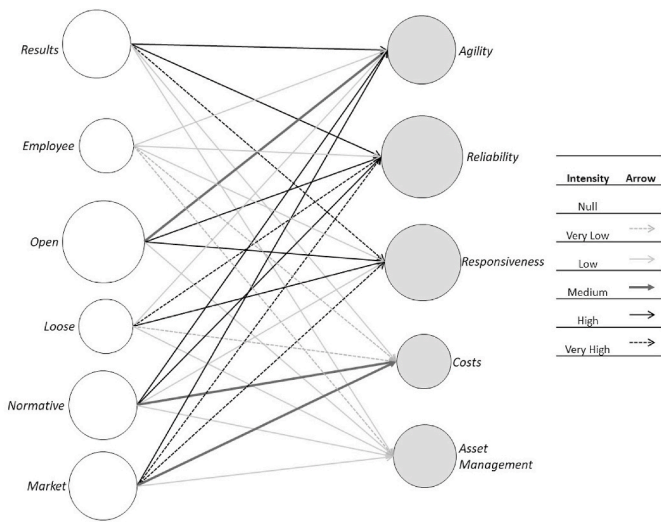 Results
Employee
Open
Loose
Normative
Market
Agility
Reliability
Responsiveness
Costs
Asset
Management
Intensity Arrow
Null
Very Low
Low
Medium
High
Very High